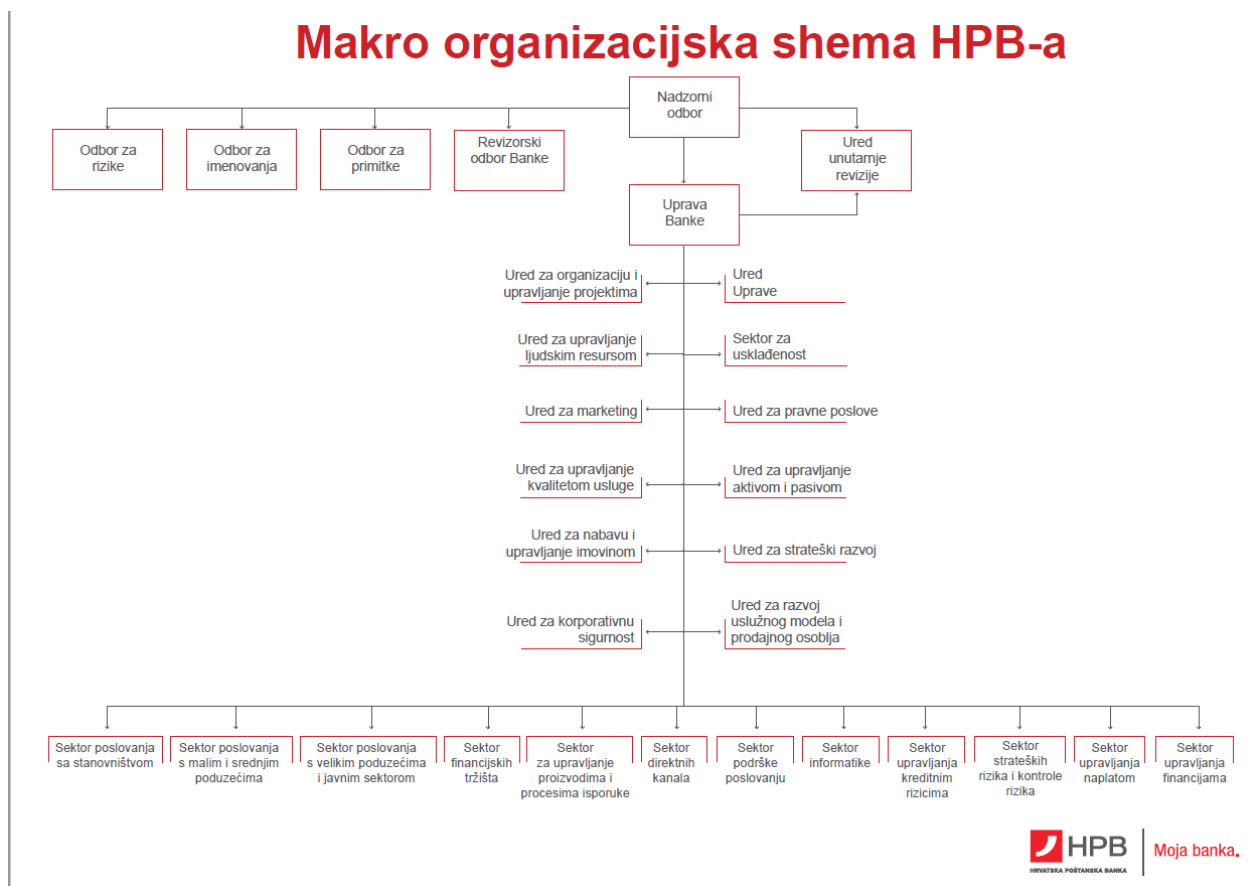 Makro organizacijska shema HPB-a
Nadzorni
odbor
Odbor za
rizike
Odbor za
imenovanja
Odbor za
primitke
Revizorski
odbor Banke
Ured
unutarnje
revizije
Uprava
Banke
Ured za organizaciju i
upravljanje projektima
Ured
Uprave
Ured za upravljanje
ljudskim resursom
Sektor za
usklađenost
Ured za marketing
Ured za pravne poslove
Ured za upravljanje
kvalitetom usluge
Ured za upravljanje
aktivom i pasivom
Ured za nabavu i
upravljanje imovinom
Ured za strateški razvoj
Ured za korporativnu
sigurnost
Ured za razvoj
uslužnog modela i
prodajnog osoblja
Sektor poslovanja
sa stanovništvom
Sektor poslovanja
s malim i srednjim
poduzećima
Sektor poslovanja
s velikim poduzećima
i javnim sektorom
Sektor
financijskih
tržišta
Sektor
za upravljanje
proizvodima i
procesima isporuke
Sektor
direktnih
kanala
Sektor
podrške
poslovanju
Sektor
informatike
Sektor
upravljanja
kreditnim
rizicima
Sektor
strateških
rizika i kontrole
rizika
Sektor
upravljanja
naplatom
Sektor
upravljanja
financijama
HPB
HRVATSKA POŠTANSKA BANKA
Moja banka.